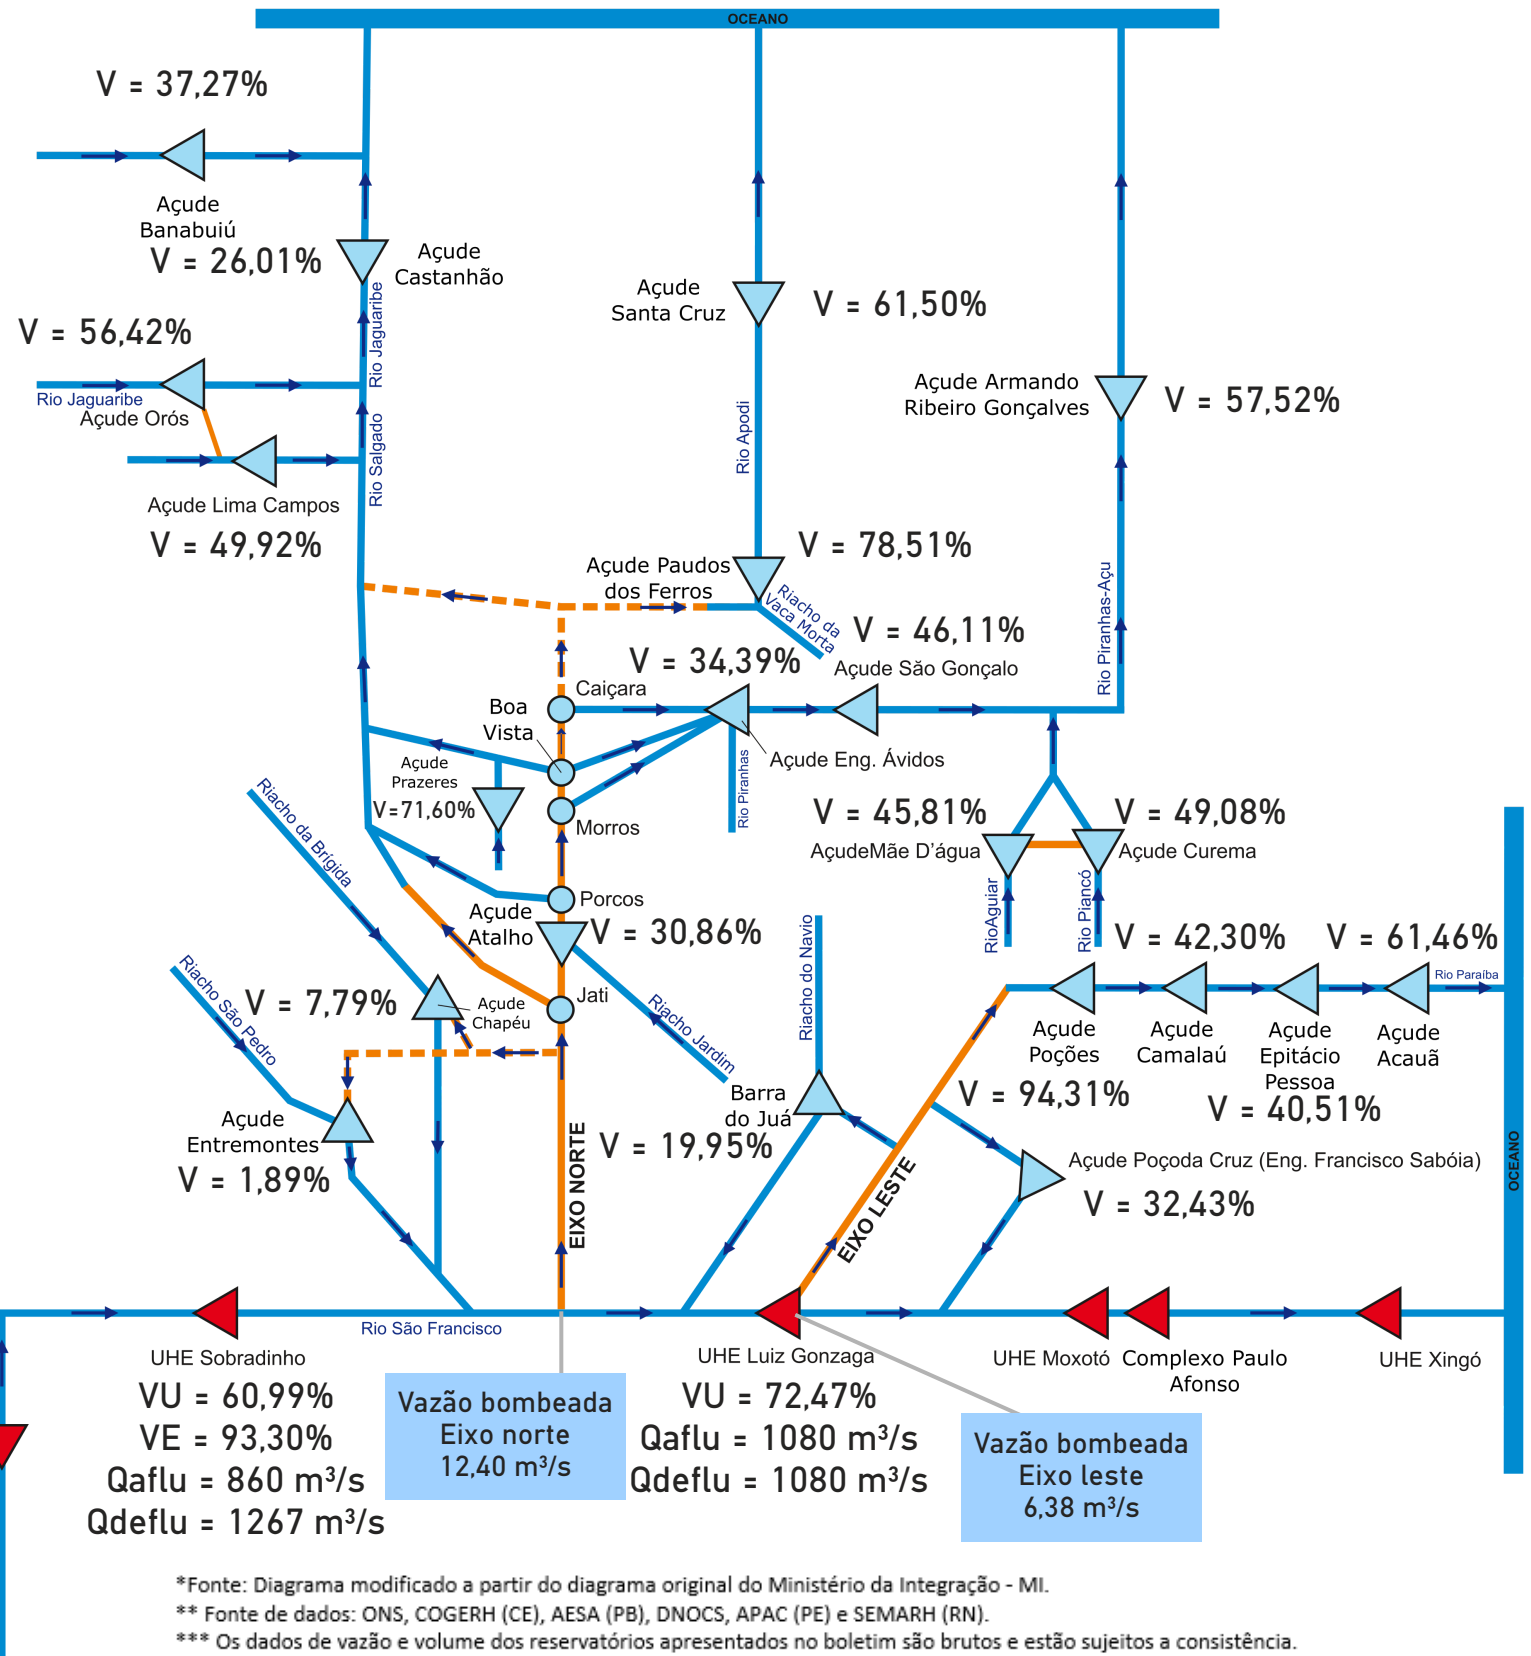 OCEANO
V = 37,27%
Açude
Banabuiú
V = 26,01%
Açude
Castanhão
Rio Jaguaribe
V = 56,42%
Rio Jaguaribe
Açude Orós
Rio Salgado
Açude Lima Campos
V = 49,92%
Açude
Santa Cruz
V = 61,50%
Rio Apodi
Açude Armando
Ribeiro Gonçalves
V = 57,52%
Rio Piranhas-Açu
V = 78,51%
Açude Paudos
dos Ferros
Riacho da
Vaca Morta
V = 46,11%
Açude São Gonçalo
V = 34,39%
Caiçara
Boa
Vista
Açude Eng. Ávidos
Rio Piranhas
Açude
Prazeres
V=71,60%
Morros
Riacho da Brígida
V = 45,81%
AçudeMãe D'água
V = 49,08%
Açude Curema
RioAguiar
Rio Piancó
Porcos
Açude
Atalho
V = 30,86%
Riacho do Navio
V = 42,30%
V = 61,46%
Rio Paraíba
Riacho São Pedro
V = 7,79%
Açude
Chapéu
Jati
Riacho Jardim
Açude
Poções
Açude
Camalaú
Açude
Epitácio
Pessoa
Açude
Acauã
V = 94,31%
V = 40,51%
Barra
do Juá
V = 19,95%
Açude
Entremontes
V = 1,89%
EIXO NORTE
EIXO LESTE
Açude Poçoda Cruz (Eng. Francisco Sabóia)
V = 32,43%
OCEANO
Rio São Francisco
UHE Sobradinho
VU = 60,99%
VE = 93,30%
Qaflu = 860 m³/s
Qdeflu = 1267 m³/s
Vazão bombeada
Eixo norte
12,40 m³/s
UHE Luiz Gonzaga
VU = 72,47%
Qaflu = 1080 m³/s
Qdeflu = 1080 m³/s
Vazão bombeada
Eixo leste
6,38 m³/s
UHE Moxotó
Complexo Paulo
Afonso
UHE Xingó
*Fonte: Diagrama modificado a partir do diagrama original do Ministério da Integração - MI.
** Fonte de dados: ONS, COGERH (CE), AESA (PB), DNOCS, APAC (PE) e SEMARH (RN).
*** Os dados de vazão e volume dos reservatórios apresentados no boletim são brutos e estão sujeitos a consistência.